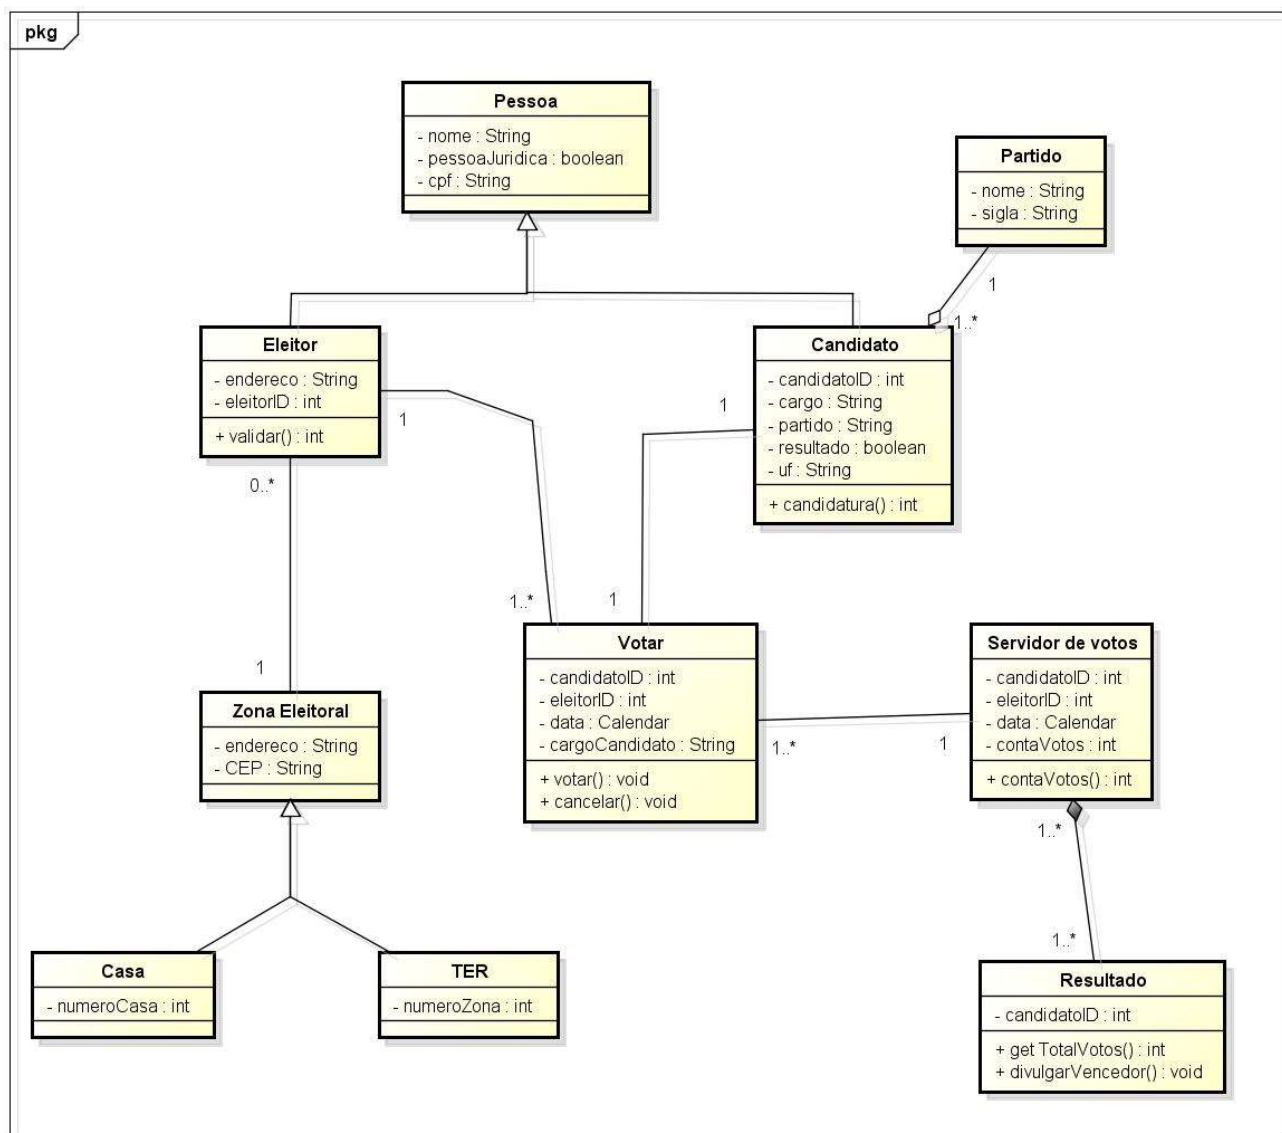 pkg
Pessoa
- nome : String
- pessoaJuridica : boolean
- cpf : String
Partido
- nome : String
- sigla : String
1
1..*
Eleitor
- endereco : String
- eleitorID : int
+ validar() : int
1
0..*
Candidato
- candidatoID : int
- cargo : String
- partido : String
- resultado : boolean
- uf : String
+ candidatura() : int
1
1..*
1
Votar
- candidatoID : int
- eleitorID : int
- data : Calendar
- cargoCandidato : String
+ votar() : void
+ cancelar() : void
1..*
1
Servidor de votos
- candidatoID : int
- eleitorID : int
- data : Calendar
- contaVotos : int
+ contaVotos() : int
1..*
1..*
1
Zona Eleitoral
- endereco : String
- CEP : String
Casa
- numeroCasa : int
TER
- numeroZona : int
Resultado
- candidatoID : int
+ get TotalVotos() : int
+ divulgarVencedor() : void